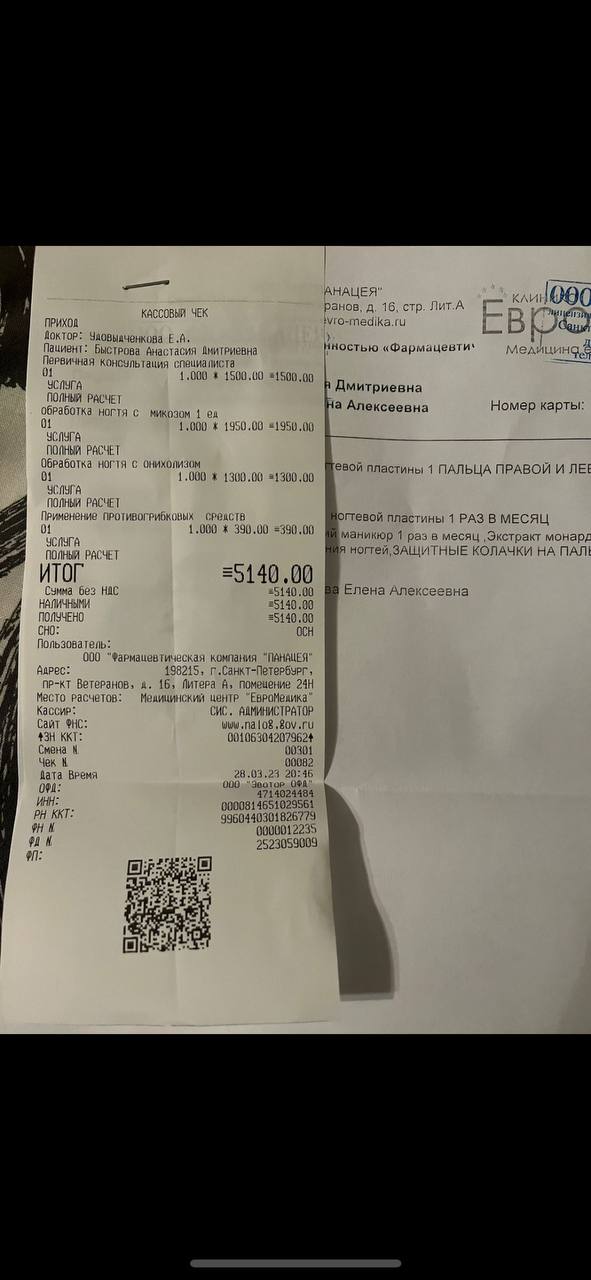 КАССОВЫЙ ЧЕК
ПРИХОД
Доктор: Удовыдченкова Е.А.
Пациент: Быстрова Анастасия Дмитриевна
Первичная консультация специалиста
01 1.000 * 1500.00 =1500.00
УСЛУГА
ПОЛНЫЙ РАСЧЕТ
обработка ногтя с микозом 1 ед
01 1.000 * 1950.00 =1950.00
УСЛУГА
ПОЛНЫЙ РАСЧЕТ
Обработка ногтя с онихолизом
01 1.000 * 1300.00 =1300.00
УСЛУГА
ПОЛНЫЙ РАСЧЕТ
Применение противогрибковых средств
01 1.000 * 390.00 =390.00
УСЛУГА
ПОЛНЫЙ РАСЧЕТ
ИТОГ =5140.00
Сумма без НДС =5140.00
НАЛИЧНЫМИ =5140.00
ПОЛУЧЕНО =5140.00
СНО: ОСН
Пользователь:
ООО "Фармацевтическая компания "ПАНАЦЕЯ"
Адрес: 198215, г.Санкт-Петербург,
пр-кт Ветеранов, д. 16, Литера А, помещение 24Н
Место расчетов: Медицинский центр "ЕвроМедика"
Кассир: СИС. АДМИНИСТРАТОР
Сайт ФНС: www.nalog.gov.ru
ЗН ККТ: 00106304207962
Смена N 00301
Чек N 00082
Дата Время 28.03.23 20:46
ОФД: ООО "Эвотор ОФД"
ИНН: 4714024484
РН ККТ: 0000814651029561
ФН N 9960440301826779
ФД N 0000012235
ФП: 2523059009
АНАЦЕЯ"
ранов, д. 16, стр. Лит.А
vro-medika.ru
ностью «Фармацевти
КЛИНИ
Евро
Медицина
ООО
Дмитриевна
на Алексеевна Номер карты:
тевой пластины 1 ПАЛЬЦА ПРАВОЙ И ЛЕ
ногтевой пластины 1 РАЗ В МЕСЯЦ
ий маникюр 1 раз в месяц ,Экстракт монард
ния ногтей,ЗАЩИТНЫЕ КОЛАЧКИ НА ПАЛ
ва Елена Алексеевна